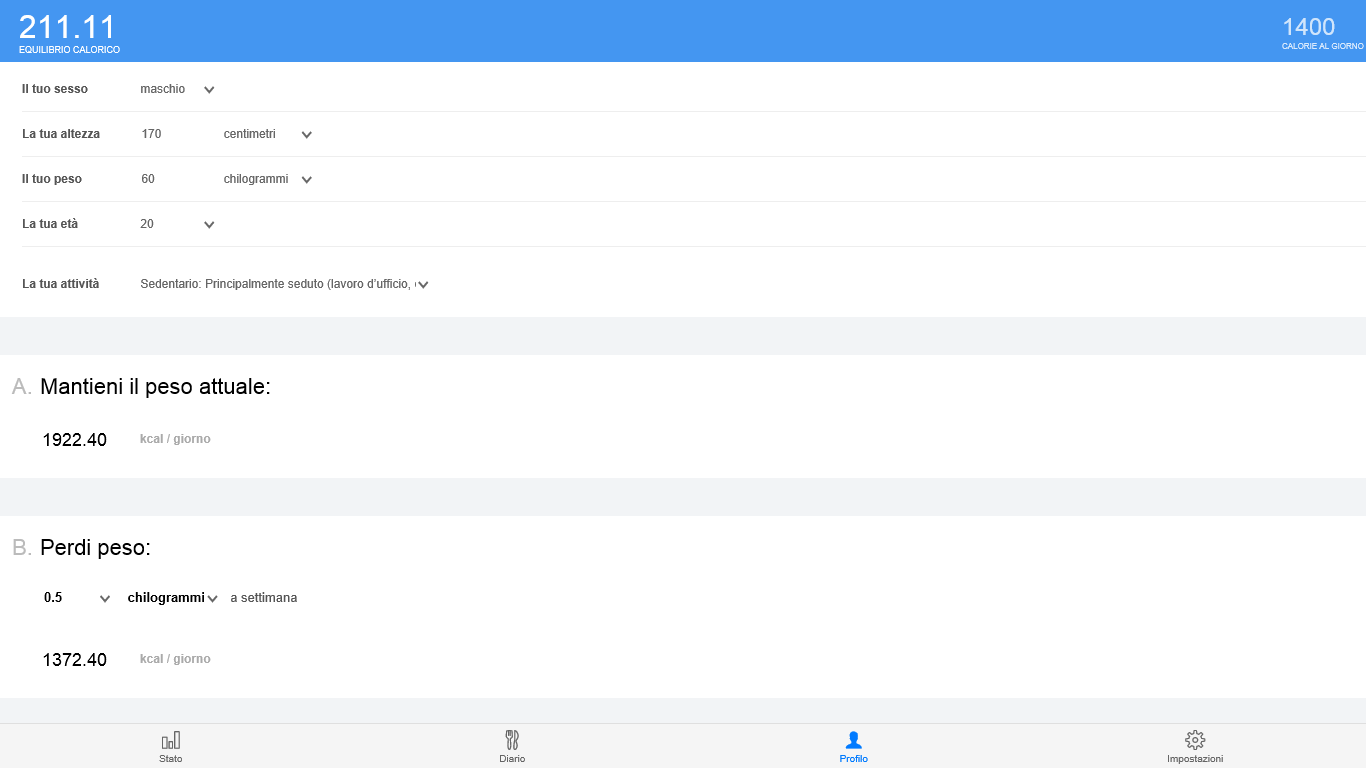 211.11
EQUILIBRIO CALORICO
1400
CALORIE AL GIORNO
Il tuo sesso maschio
La tua altezza 170 centimetri
Il tuo peso 60 chilogrammi
La tua età 20
La tua attività Sedentario: Principalmente seduto (lavoro d'ufficio,
A. Mantieni il peso attuale:
1922.40 kcal / giorno
B. Perdi peso:
0.5 chilogrammi a settimana
1372.40 kcal / giorno
Stato Diario Profilo Impostazioni